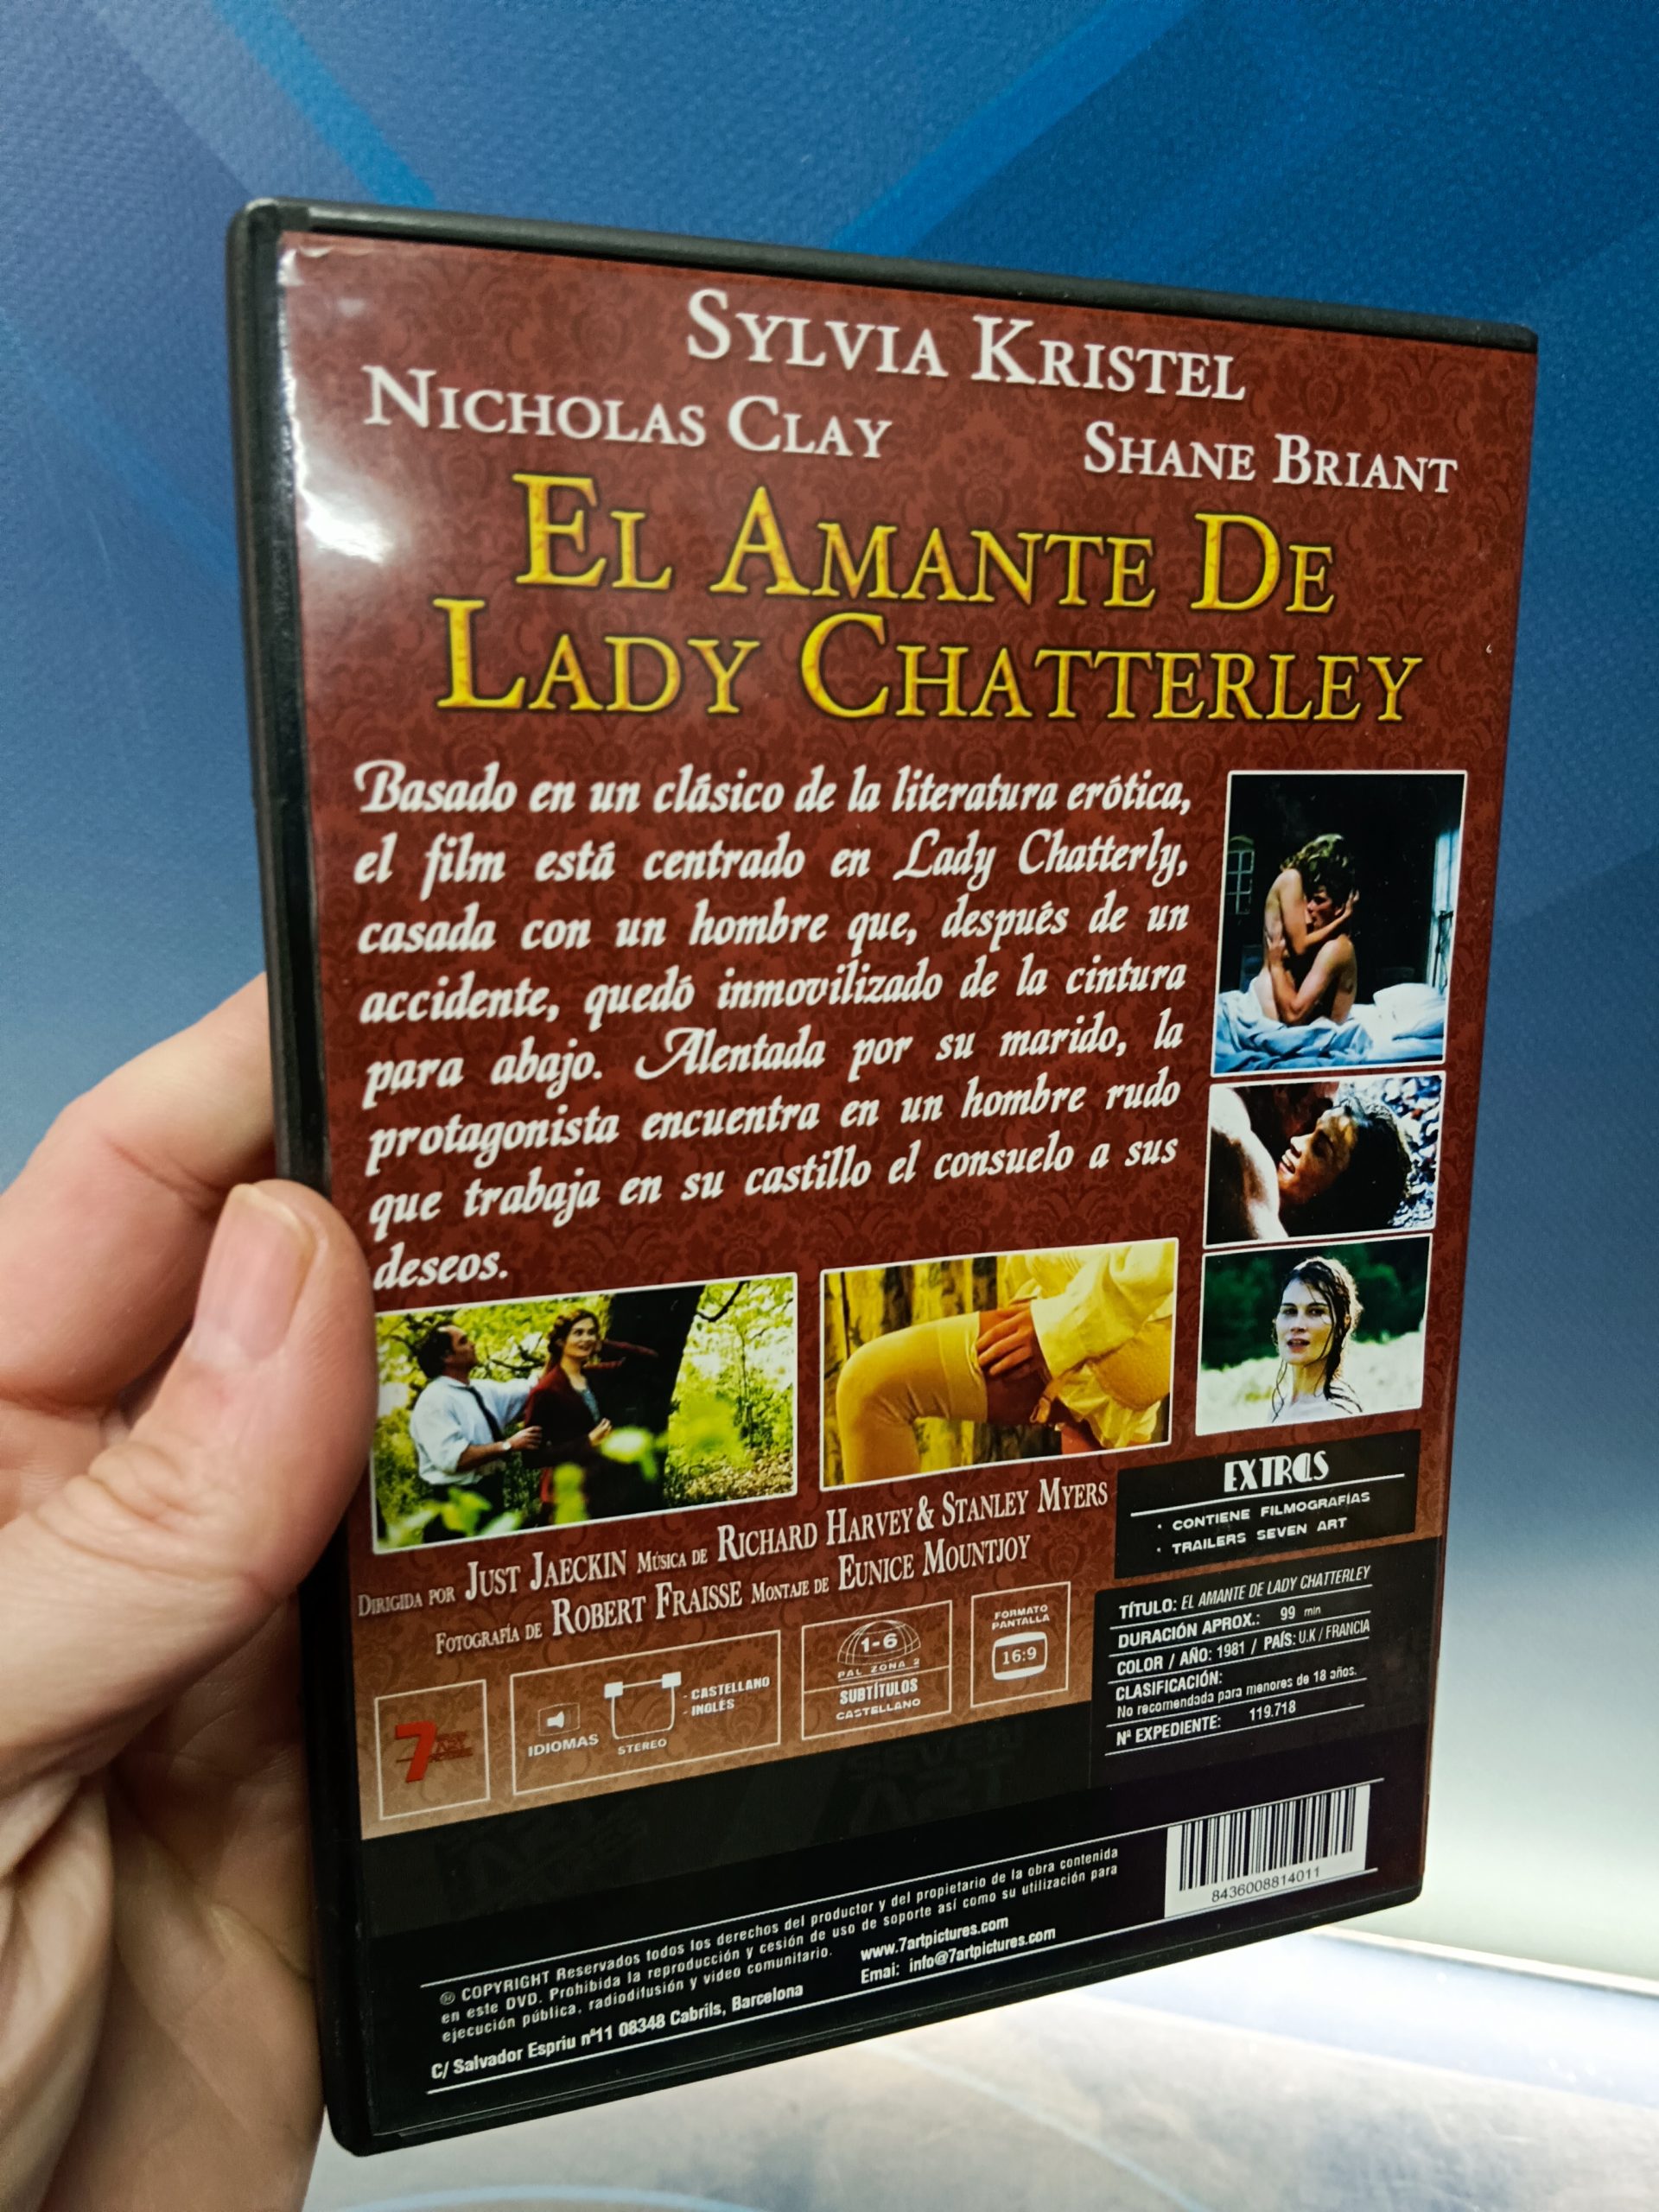 SYLVIA KRISTEL
NICHOLAS CLAY SHANE BRIANT
EL AMANTE DE
LADY CHATTERLEY
Basado en un clásico de la literatura erótica,
el film está centrado en Lady Chatterly,
casada con un hombre que, después de un
accidente, quedó inmovilizado de la cintura
para abajo. Alentada por su marido, la
protagonista encuentra en un hombre rudo
que trabaja en su castillo el consuelo a sus
deseos.
DIRIGIDA POR JUST JAECKIN MÚSICA DE RICHARD HARVEY & STANLEY MYERS
FOTOGRAFÍA DE ROBERT FRAISSE MONTAJE DE EUNICE MOUNTJOY
EXTRAS
· CONTIENE FILMOGRAFÍAS
· TRAILERS SEVEN ART
TÍTULO: EL AMANTE DE LADY CHATTERLEY
DURACIÓN APROX.: 99 min
COLOR / AÑO: 1981 / PAÍS: U.K / FRANCIA
CLASIFICACIÓN:
No recomendada para menores de 18 años.
Nº EXPEDIENTE: 119.718
7
IDIOMAS
STEREO
- CASTELLANO
- INGLÉS
1-6
PAL ZONA 2
SUBTÍTULOS
CASTELLANO
FORMATO
PANTALLA
16:9
SEVEN
ART
8436008814011
COPYRIGHT Reservados todos los derechos del productor y del propietario de la obra contenida
en este DVD. Prohibida la reproducción y cesión de uso de soporte así como su utilización para
ejecución pública, radiodifusión y video comunitario.
www.7artpictures.com
Emai: info@7artpictures.com
C/ Salvador Espriu nº11 08348 Cabrils, Barcelona